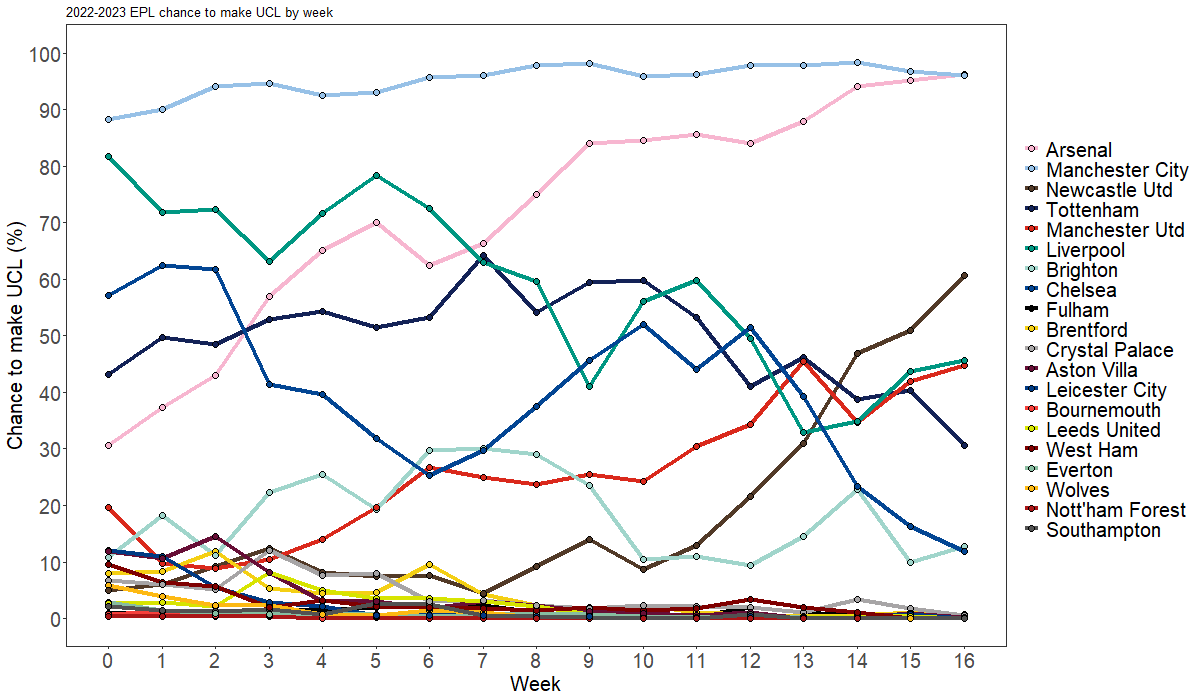 2022-2023 EPL chance to make UCL by week
Chance to make UCL (%)
100
90
80
70
60
50
40
30
20
10
0
0 1 2 3 4 5 6 7 8 9 10 11 12 13 14 15 16
Week
Arsenal
Manchester City
Newcastle Utd
Tottenham
Manchester Utd
Liverpool
Brighton
Chelsea
Fulham
Brentford
Crystal Palace
Aston Villa
Leicester City
Bournemouth
Leeds United
West Ham
Everton
Wolves
Nott'ham Forest
Southampton